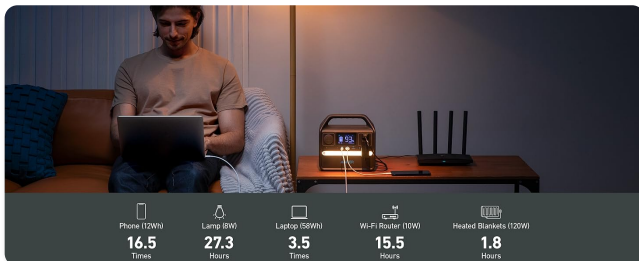 93
Phone (12Wh)
Lamp (8W)
Laptop (58Wh)
Wi-Fi Router (10W)
Heated Blankets (120W)
16.5
27.3
3.5
15.5
1.8
Times
Hours
Times
Hours
Hours